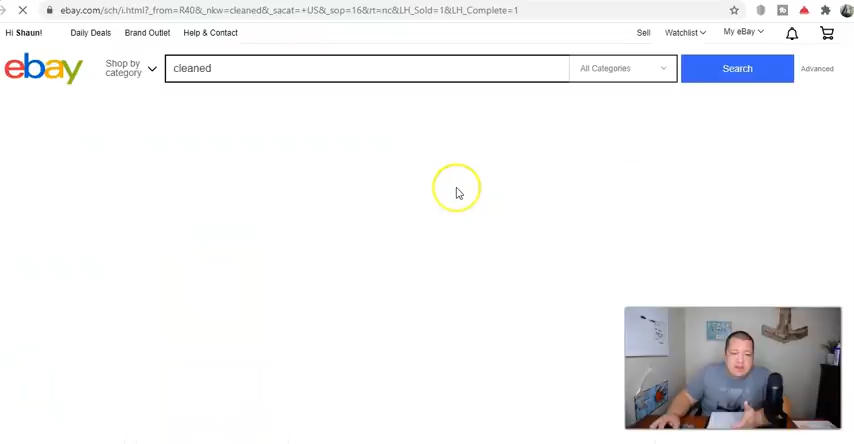 ebay.com/sch/i.html?_from=R40&_nkw=cleaned&_sacat=+US&_sop=16&rt=nc&LH_Sold=1&LH_Complete=1
Hi Shaun! Daily Deals Brand Outlet Help & Contact Sell Watchlist My eBay
ebay Shop by category cleaned All Categories Search Advanced